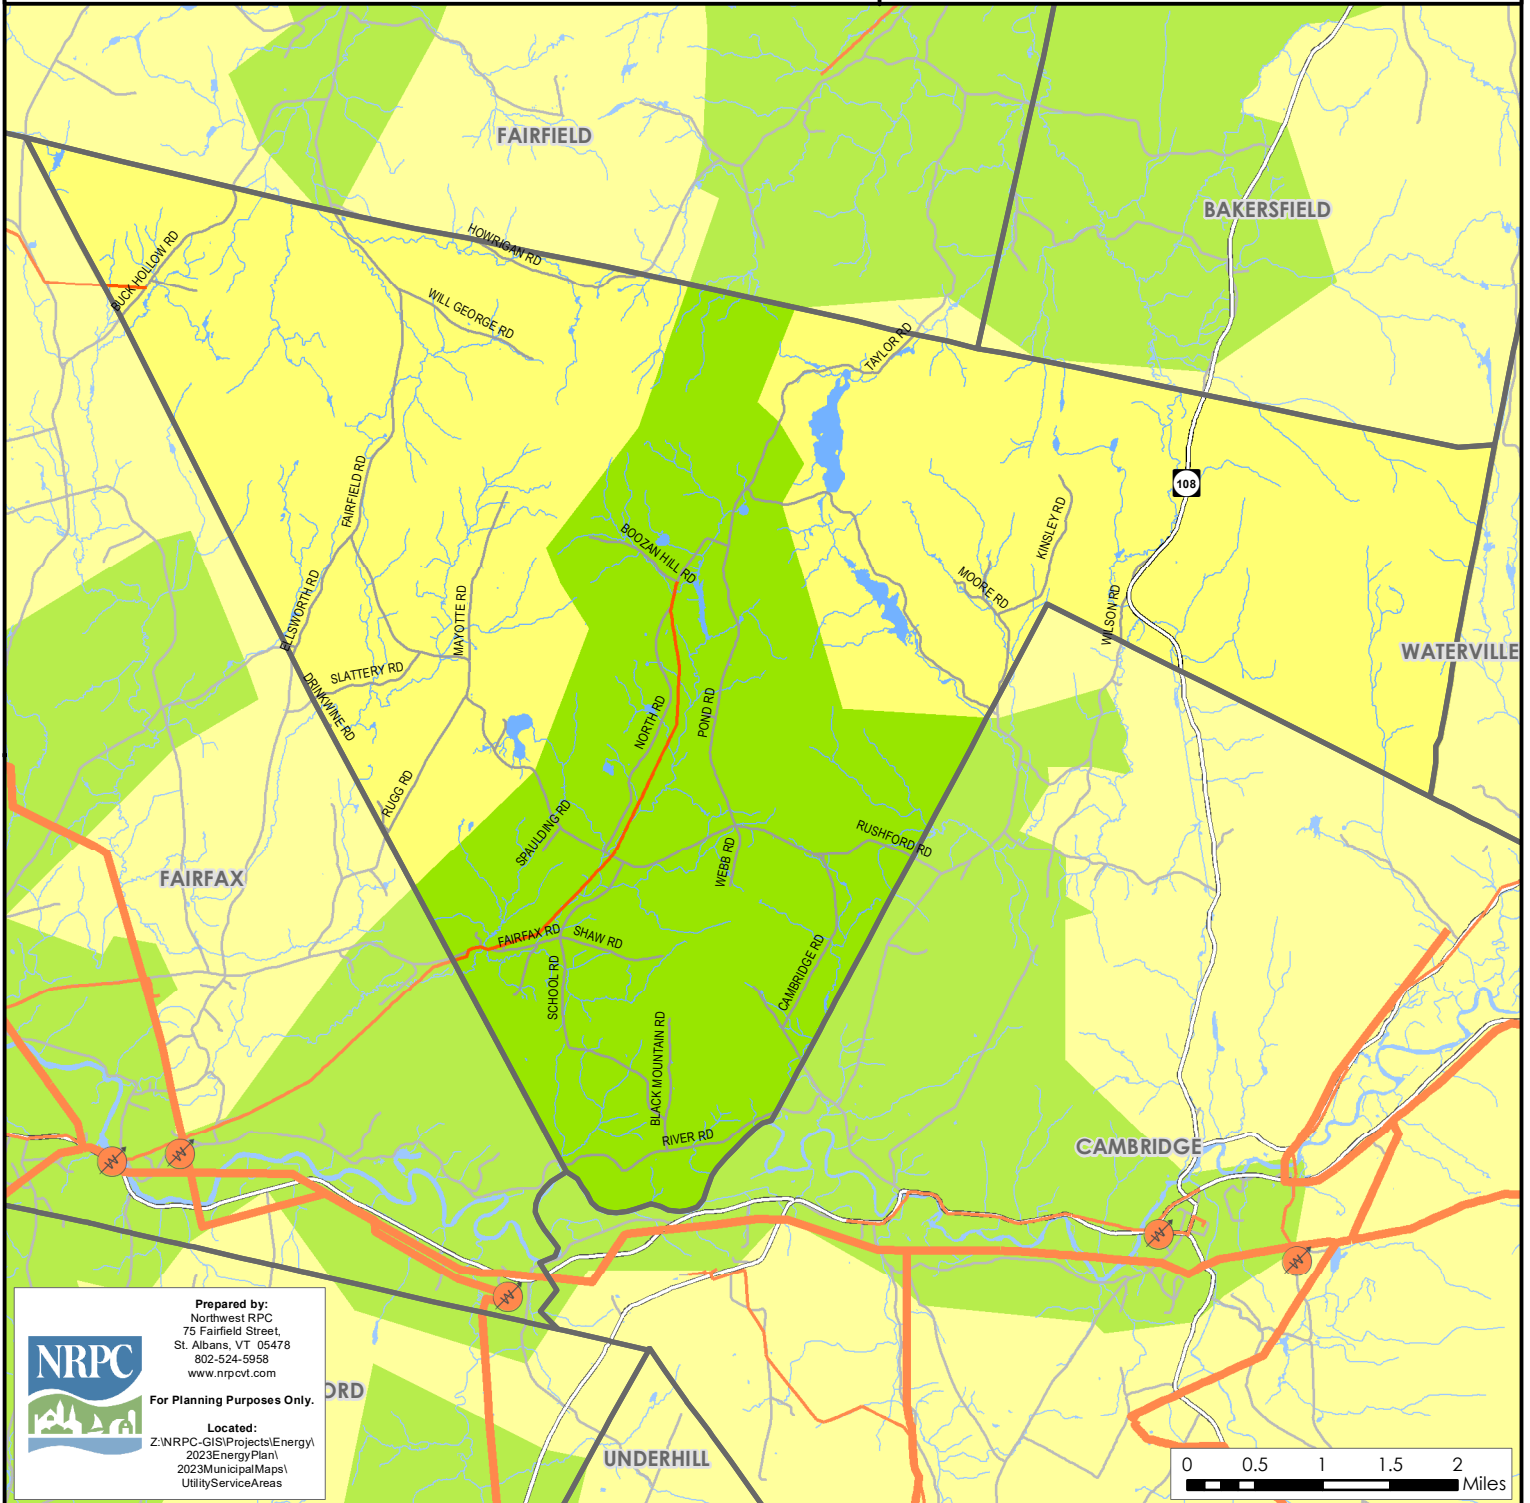 FAIRFIELD
BAKERSFIELD
HOWRIGAN RD
BUCK HOLLOW RD
WILL GEORGE RD
TAYLOR RD
108
FAIRFIELD RD
KINSLEY RD
BOOZAN HILL RD
MOORE RD
ELLSWORTH RD
MAYOTTE RD
WILSON RD
WATERVILLE
SLATTERY RD
DRINKWINE RD
NORTH RD
POND RD
RUGG RD
SPAULDING RD
RUSHFORD RD
WEBB RD
FAIRFAX
FAIRFAX RD
SHAW RD
SCHOOL RD
CAMBRIDGE RD
BLACK MOUNTAIN RD
RIVER RD
CAMBRIDGE
W
W
W
W
W
Prepared by:
Northwest RPC
75 Fairfield Street,
St. Albans, VT 05478
802-524-5958
www.nrpcvt.com
NRPC
For Planning Purposes Only.
ORD
Located:
Z:\NRPC-GIS\Projects\Energy\
2023EnergyPlan\
2023MunicipalMaps\
UtilityServiceAreas
UNDERHILL
0 0.5 1 1.5 2
Miles